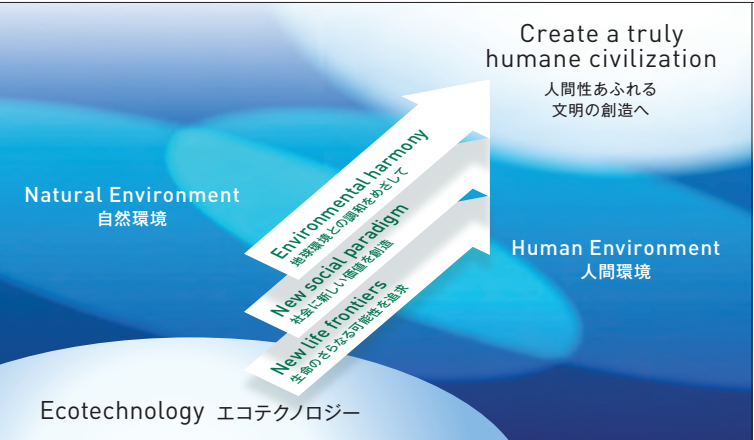 Create a truly
humane civilization
人間性あふれる
文明の創造へ
Natural Environment
自然環境
Environmental harmony
地球環境との調和をめざして
New social paradigm
社会に新しい価値を創造
New life frontiers
生命のさらなる可能性を追求
Human Environment
人間環境
Ecotechnology エコテクノロジー